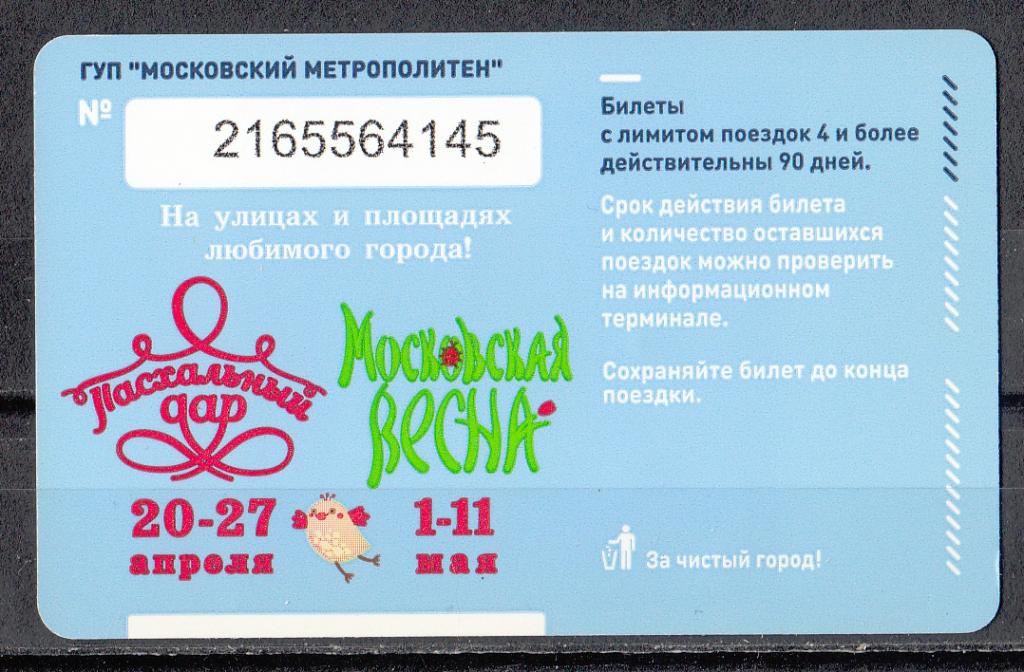 ГУП "МОСКОВСКИЙ МЕТРОПОЛИТЕН"
№ 2165564145
На улицах и площадях
любимого города!
Пасхальный
дар
20-27
апреля
Московская
весна
1-11
мая
Билеты
с лимитом поездок 4 и более
действительны 90 дней.
Срок действия билета
и количество оставшихся
поездок можно проверить
на информационном
терминале.
Сохраняйте билет до конца
поездки.
За чистый город!